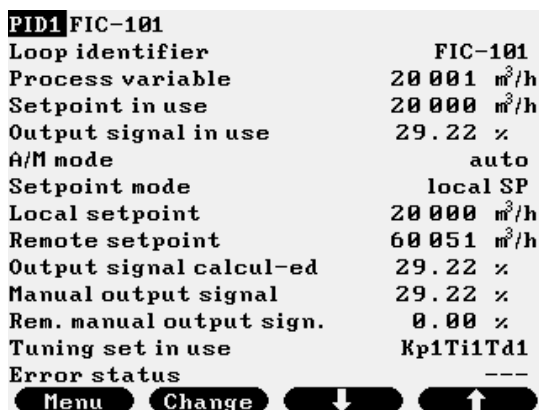 PID1 FIC-101
Loop identifier FIC-101
Process variable 20 001 m³/h
Setpoint in use 20 000 m³/h
Output signal in use 29.22 %
A/M mode auto
Setpoint mode local SP
Local setpoint 20 000 m³/h
Remote setpoint 60 051 m³/h
Output signal calcul-ed 29.22 %
Manual output signal 29.22 %
Rem. manual output sign. 0.00 %
Tuning set in use Kp1Ti1Td1
Error status ---
Menu Change ↓ ↑